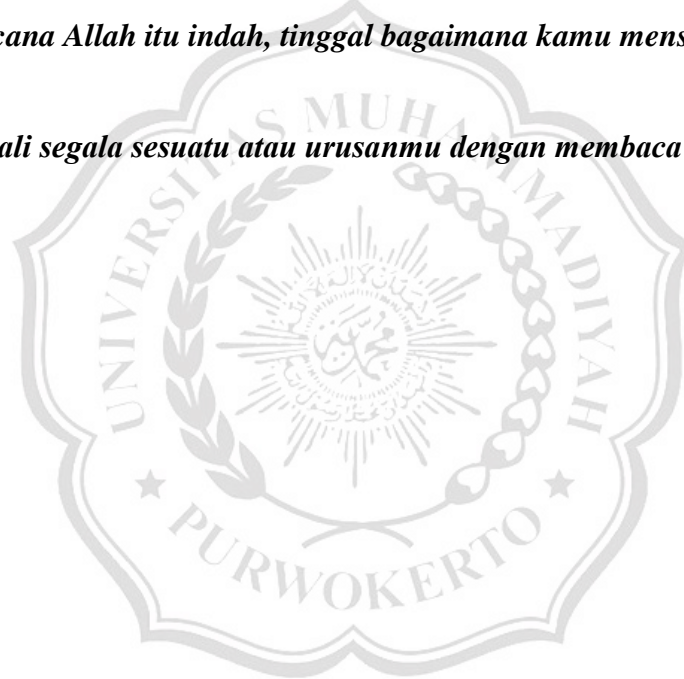 cana Allah itu indah, tinggal bagaimana kamu mens
ali segala sesuatu atau urusanmu dengan membaca
UNIVERSITAS MUHAMMADIYAH
PURWOKERTO